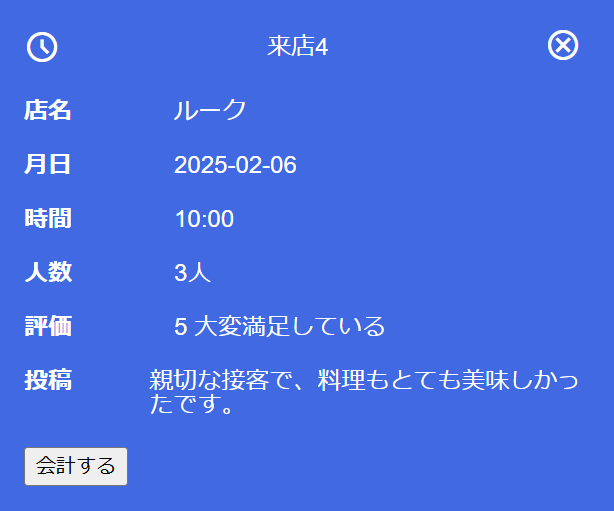 来店4
店名 ルーク
月日 2025-02-06
時間 10:00
人数 3人
評価 5 大変満足している
投稿 親切な接客で、料理もとても美味しかっ
たです。
会計する